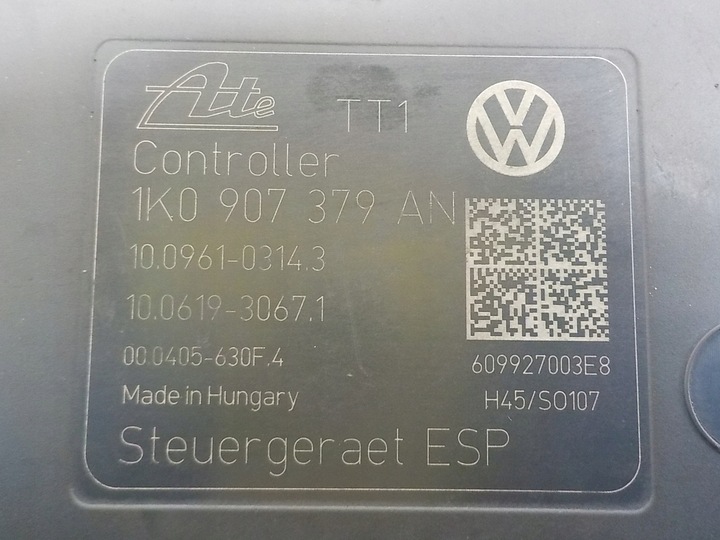 Ate TT1
Controller
1K0 907 379 AN
10.0961-0314.3
10.0619-3067.1
00.0405-630F.4
609927003E8
Made in Hungary
H45/SO107
Steuergeraet ESP